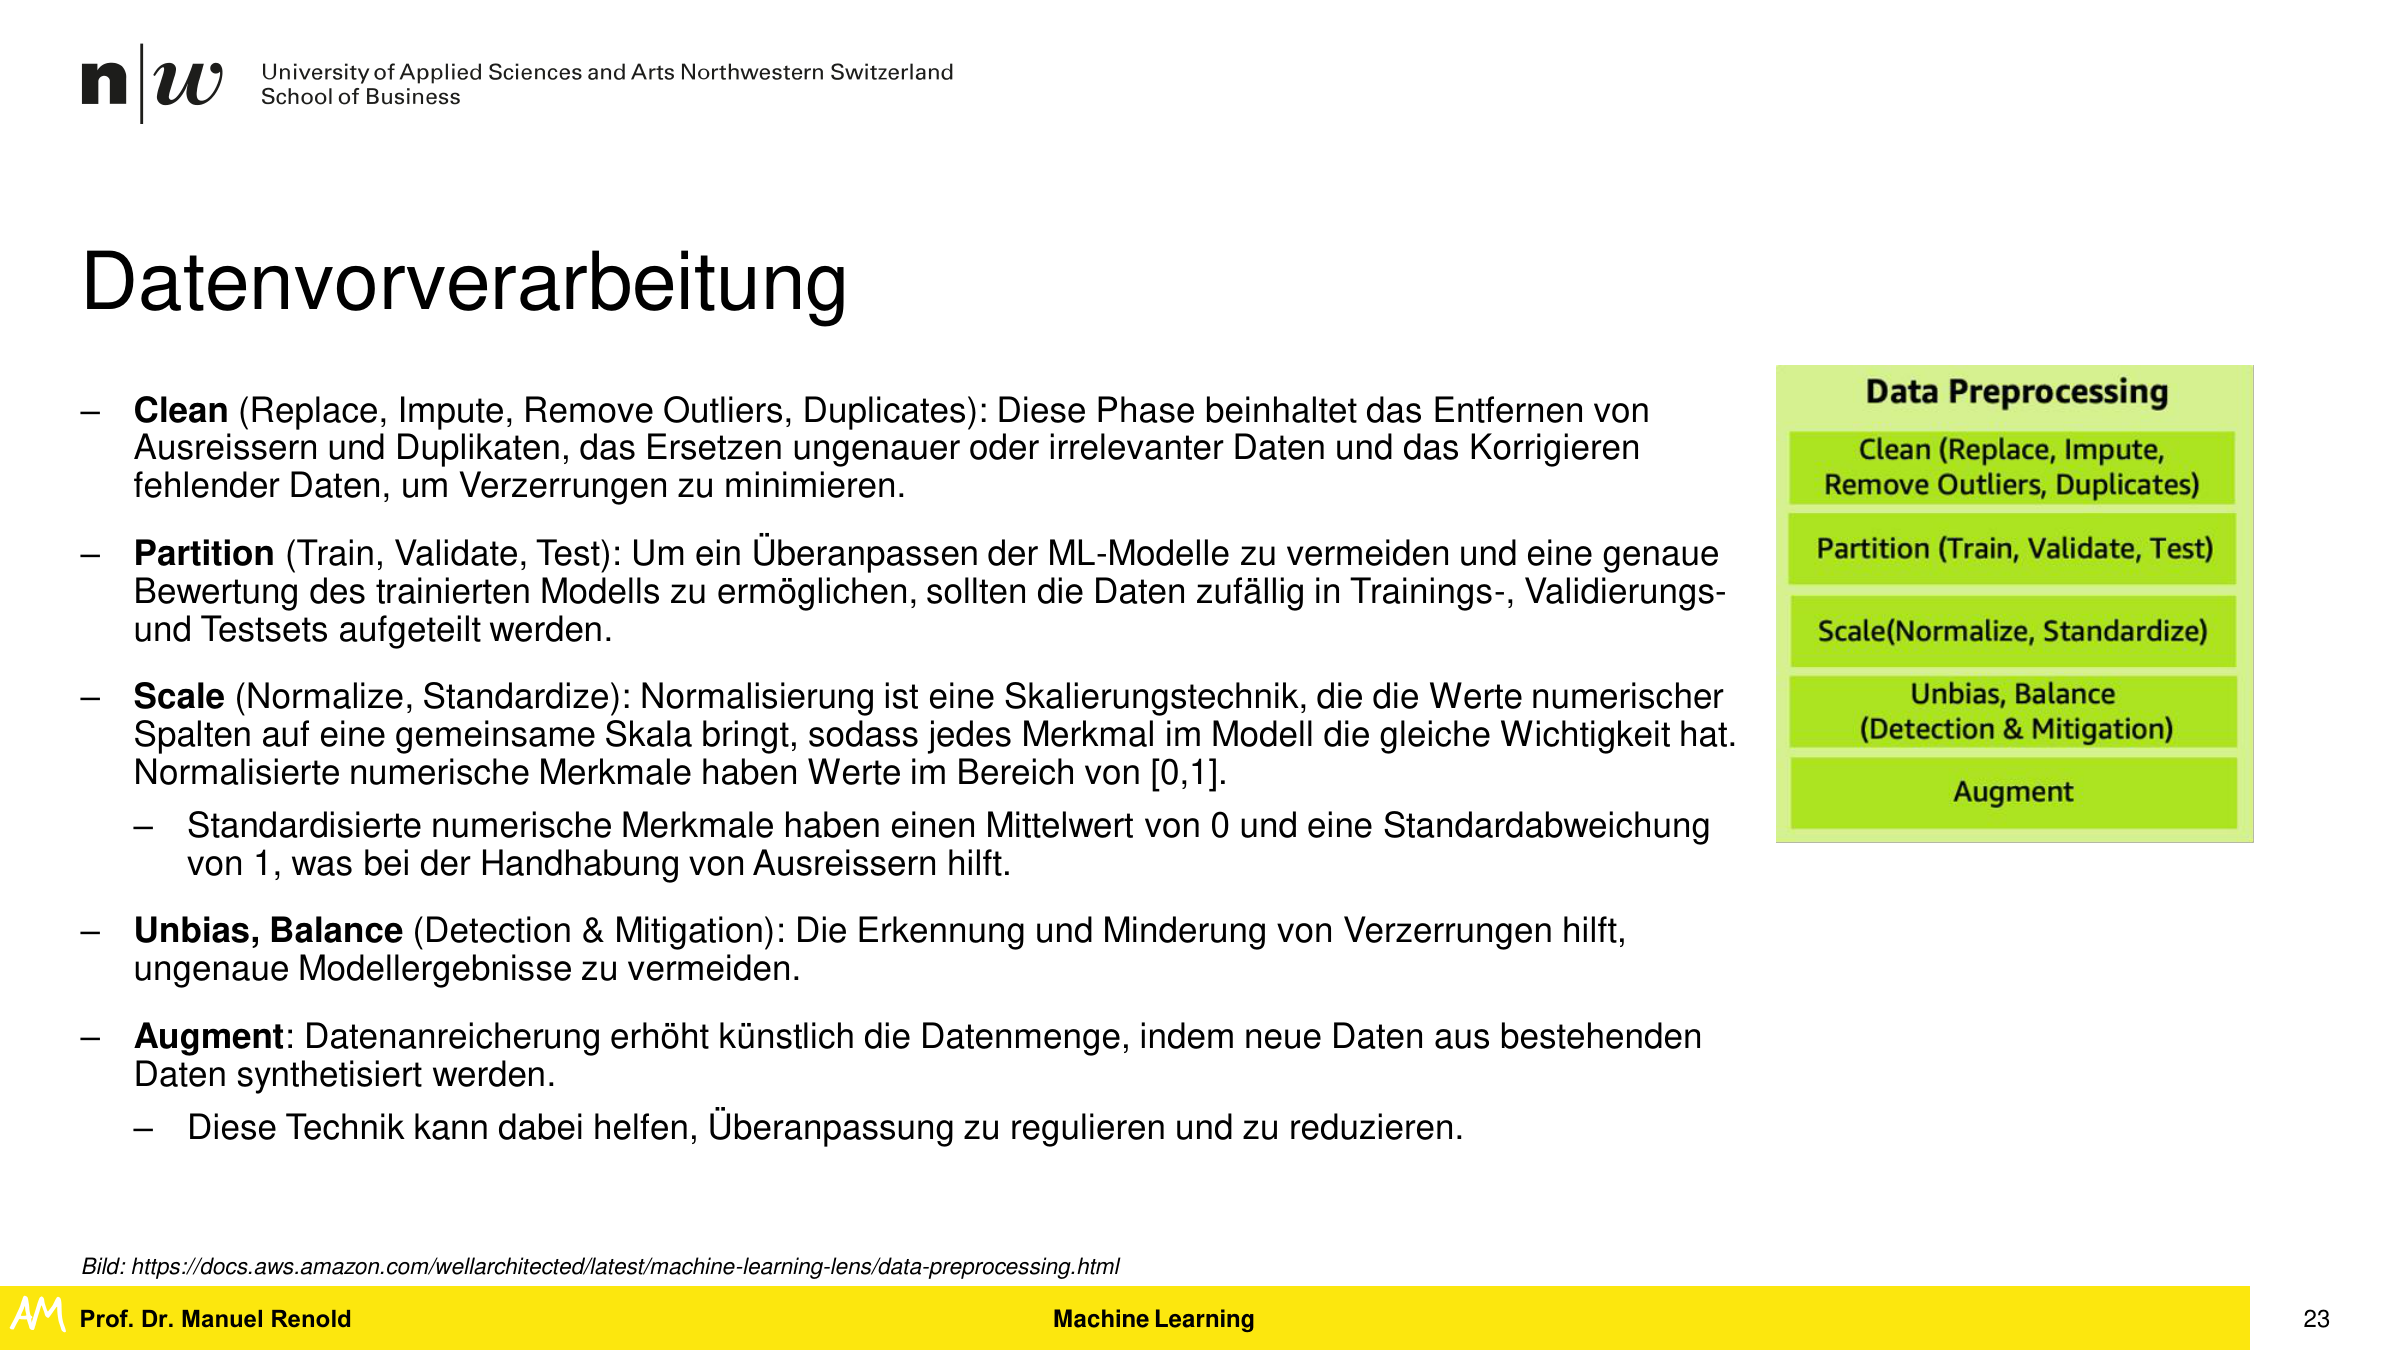 n|w
University of Applied Sciences and Arts Northwestern Switzerland
School of Business
Datenvorverarbeitung
– Clean (Replace, Impute, Remove Outliers, Duplicates): Diese Phase beinhaltet das Entfernen von
Ausreissern und Duplikaten, das Ersetzen ungenauer oder irrelevanter Daten und das Korrigieren
fehlender Daten, um Verzerrungen zu minimieren.
– Partition (Train, Validate, Test): Um ein Überanpassen der ML-Modelle zu vermeiden und eine genaue
Bewertung des trainierten Modells zu ermöglichen, sollten die Daten zufällig in Trainings-, Validierungs-
und Testsets aufgeteilt werden.
– Scale (Normalize, Standardize): Normalisierung ist eine Skalierungstechnik, die die Werte numerischer
Spalten auf eine gemeinsame Skala bringt, sodass jedes Merkmal im Modell die gleiche Wichtigkeit hat.
Normalisierte numerische Merkmale haben Werte im Bereich von [0,1].
– Standardisierte numerische Merkmale haben einen Mittelwert von 0 und eine Standardabweichung
von 1, was bei der Handhabung von Ausreissern hilft.
– Unbias, Balance (Detection & Mitigation): Die Erkennung und Minderung von Verzerrungen hilft,
ungenaue Modellergebnisse zu vermeiden.
– Augment: Datenanreicherung erhöht künstlich die Datenmenge, indem neue Daten aus bestehenden
Daten synthetisiert werden.
– Diese Technik kann dabei helfen, Überanpassung zu regulieren und zu reduzieren.
Data Preprocessing
Clean (Replace, Impute,
Remove Outliers, Duplicates)
Partition (Train, Validate, Test)
Scale(Normalize, Standardize)
Unbias, Balance
(Detection & Mitigation)
Augment
Bild: https://docs.aws.amazon.com/wellarchitected/latest/machine-learning-lens/data-preprocessing.html
AM Prof. Dr. Manuel Renold
Machine Learning
23